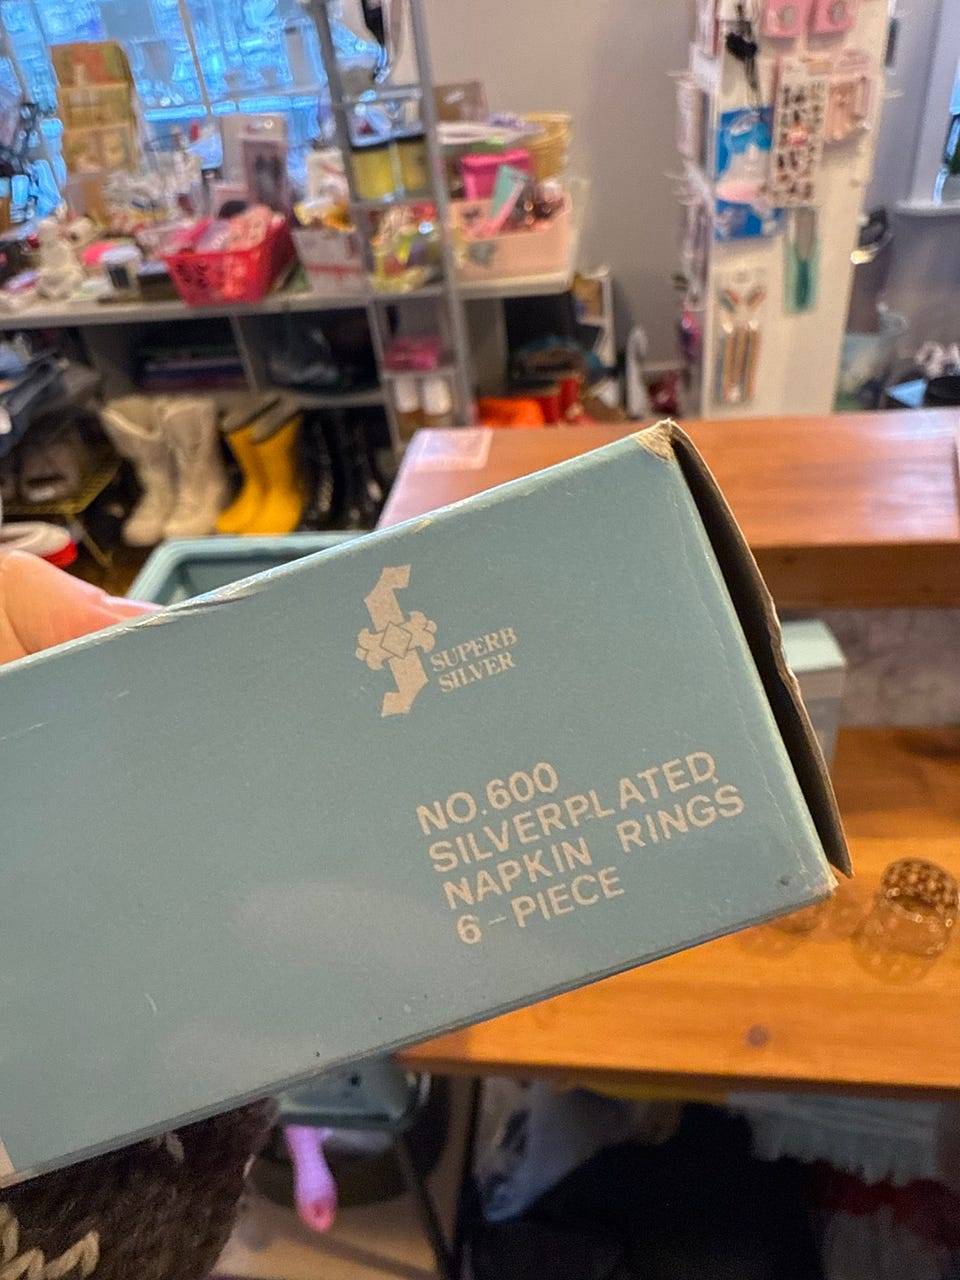 SUPERB
SILVER
NO.600
SILVERPLATED
NAPKIN RINGS
6-PIECE